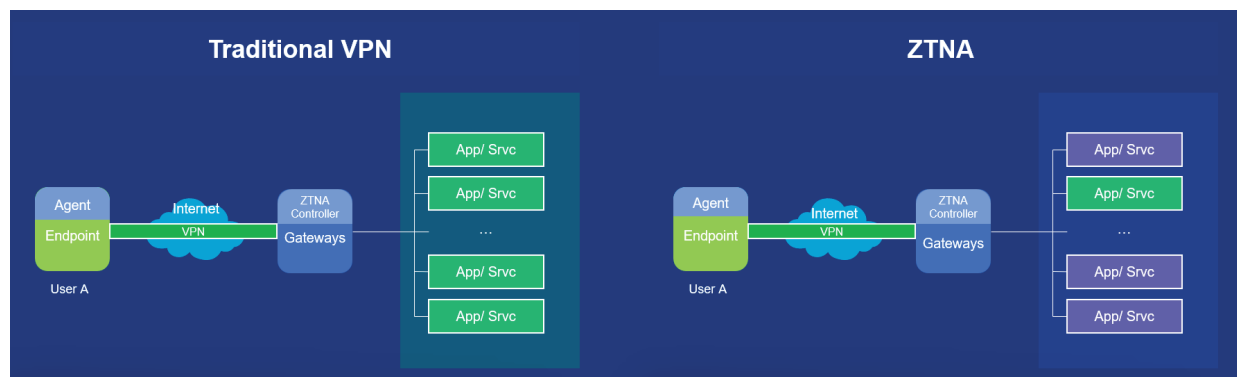 Traditional VPN
App/ Srvc
App/ Srvc
Agent
Endpoint
Internet
VPN
ZTNA
Controller
Gateways
...
App/ Srvc
App/ Srvc
User A
ZTNA
App/ Srvc
App/ Srvc
Agent
Endpoint
Internet
VPN
ZTNA
Controller
Gateways
...
App/ Srvc
App/ Srvc
User A